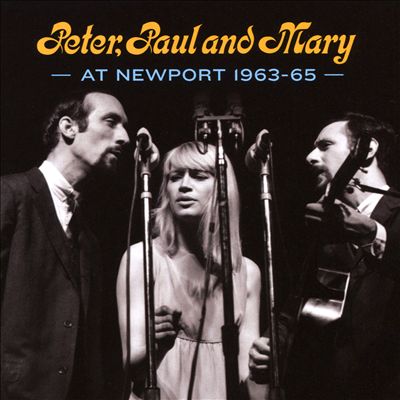 Peter, Paul and Mary
— AT NEWPORT 1963-65 —